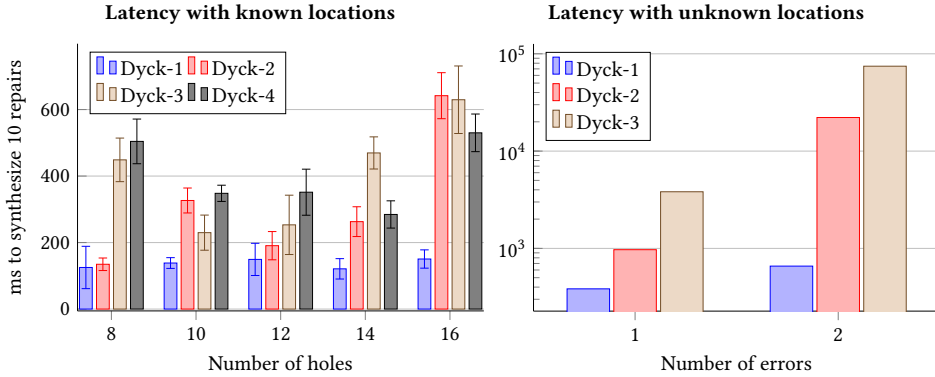 Latency with known locations
ms to synthesize 10 repairs
600
400
200
0
Dyck-1 Dyck-2
Dyck-3 Dyck-4
8 10 12 14 16
Number of holes
Latency with unknown locations
10^5
10^4
10^3
Dyck-1
Dyck-2
Dyck-3
1 2
Number of errors